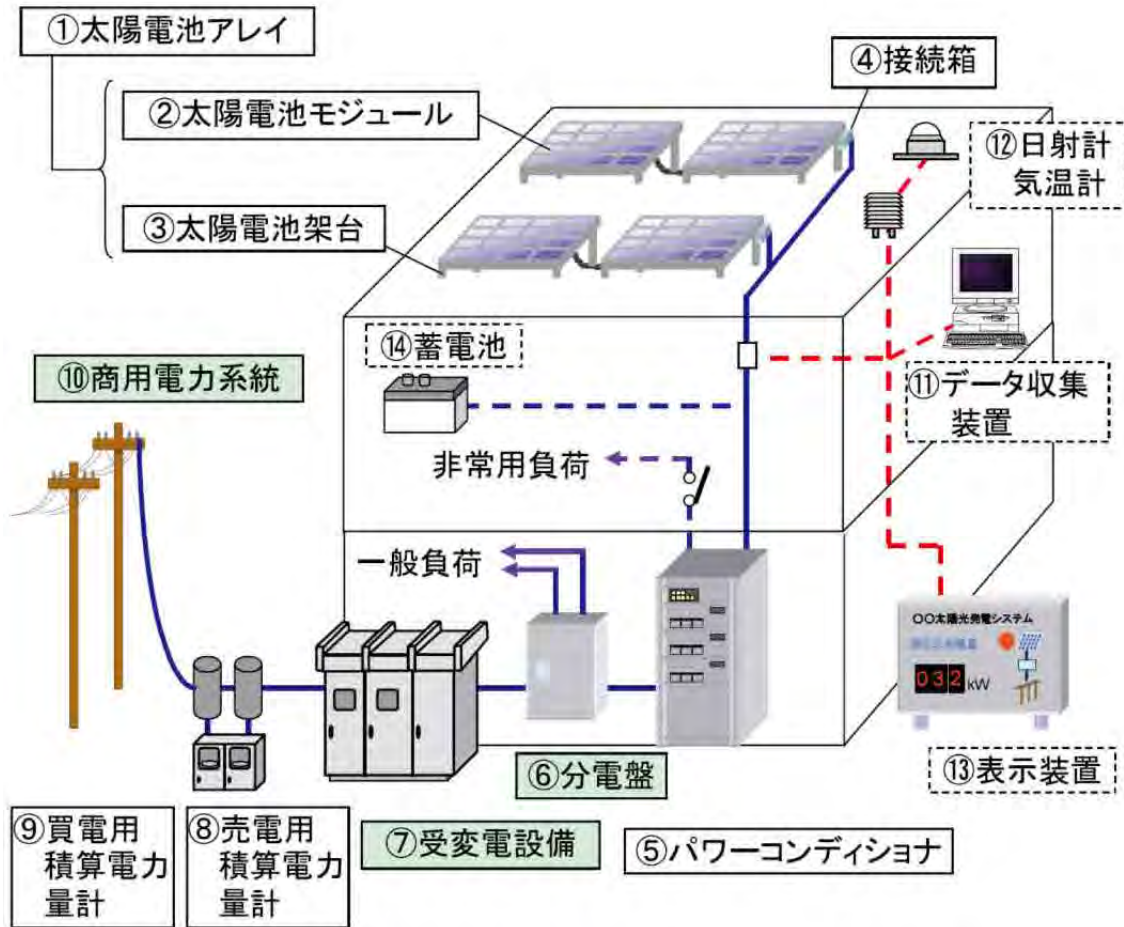 ①太陽電池アレイ
②太陽電池モジュール
③太陽電池架台
④接続箱
⑫日射計
気温計
⑭蓄電池
⑩商用電力系統
⑪データ収集
装置
非常用負荷
一般負荷
〇〇太陽光発電システム
032 kW
⑬表示装置
⑥分電盤
⑨買電用
積算電力
量計
⑧売電用
積算電力
量計
⑦受変電設備
⑤パワーコンディショナ